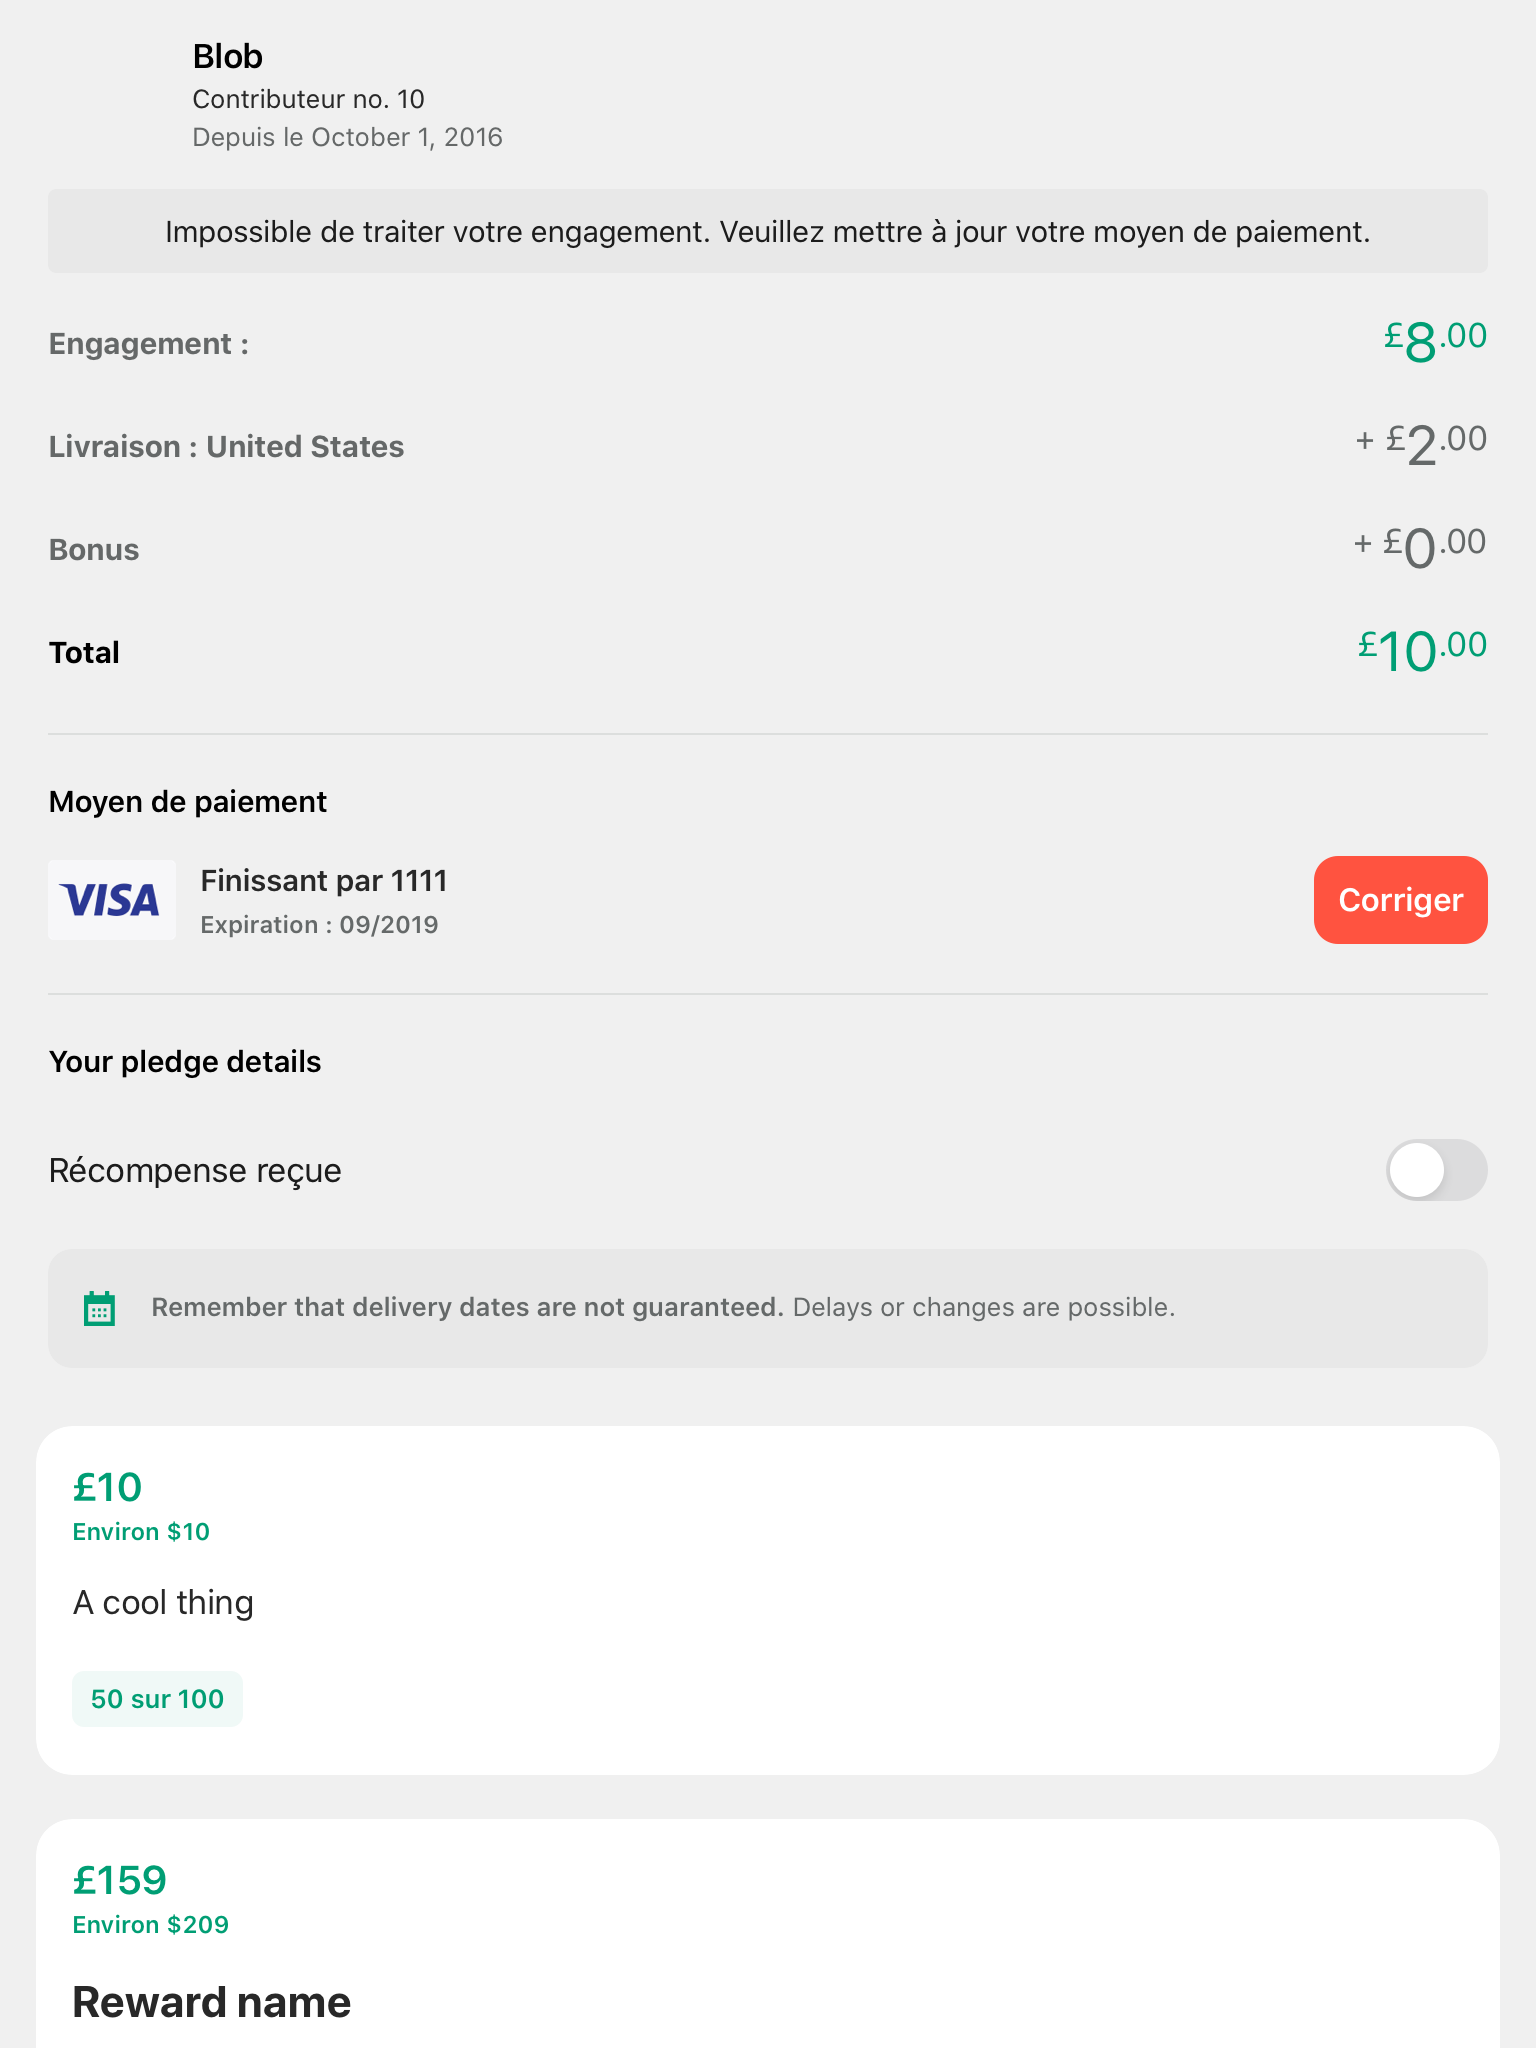 Blob
Contributeur no. 10
Depuis le October 1, 2016
Impossible de traiter votre engagement. Veuillez mettre à jour votre moyen de paiement.
Engagement : £8.00
Livraison : United States + £2.00
Bonus + £0.00
Total £10.00
Moyen de paiement
VISA Finissant par 1111
Expiration : 09/2019
Corriger
Your pledge details
Récompense reçue
Remember that delivery dates are not guaranteed. Delays or changes are possible.
£10
Environ $10
A cool thing
50 sur 100
£159
Environ $209
Reward name